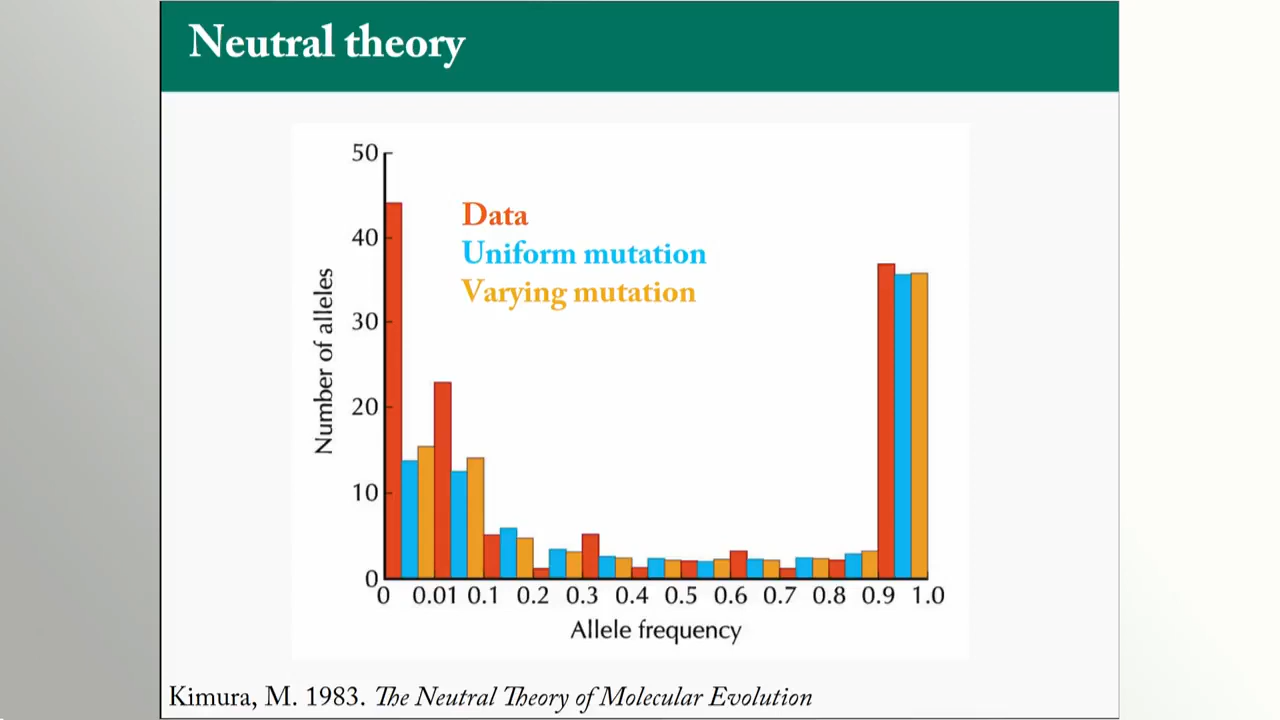 Neutral theory
50
40
30
20
10
0
Number of alleles
Data
Uniform mutation
Varying mutation
0 0.01 0.1 0.2 0.3 0.4 0.5 0.6 0.7 0.8 0.9 1.0
Allele frequency
Kimura, M. 1983. The Neutral Theory of Molecular Evolution